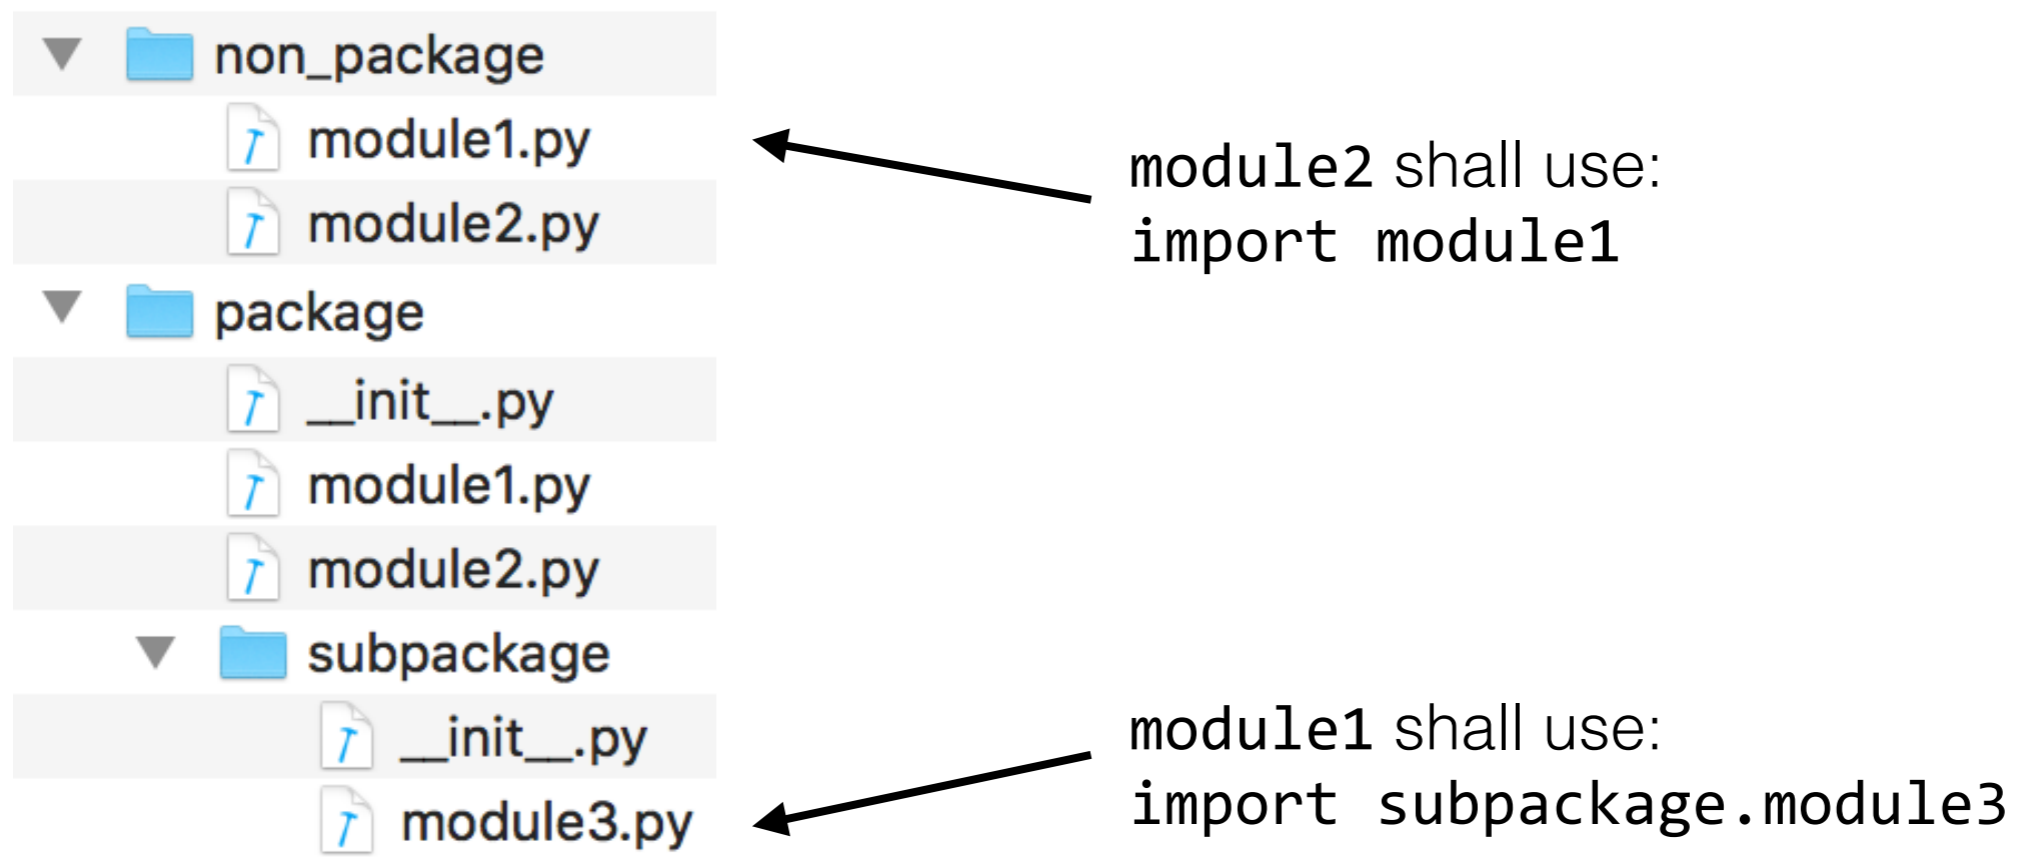 non_package
module1.py
module2.py
package
__init__.py
module1.py
module2.py
subpackage
__init__.py
module3.py
module2 shall use:
import module1
module1 shall use:
import subpackage.module3